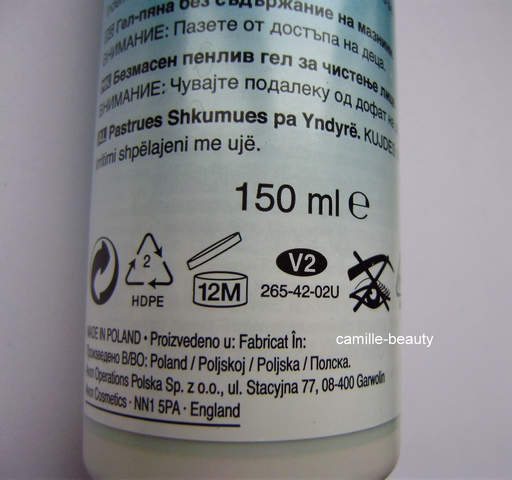 Гел-пяна без съдържание на мазнини
ВНИМАНИЕ: Пазете от достъпа на деца.
Безмасен пенлив гел за чистење
ВНИМАНИЕ: Чувајте подалеку од дофат на
Pastrues Shkumues pa Yndyrë. KUJDES
irritimi shpëlajeni me ujë.
150 ml ℮
2
HDPE
12M
V2
265-42-02U
camille-beauty
MADE IN POLAND • Proizvedeno u: Fabricat În:
Произведено В/ВО: Poland / Poljskoj / Poljska / Полска.
Avon Operations Polska Sp. z o.o., ul. Stacyjna 77, 08-400 Garwolin
Avon Cosmetics · NN1 5PA · England